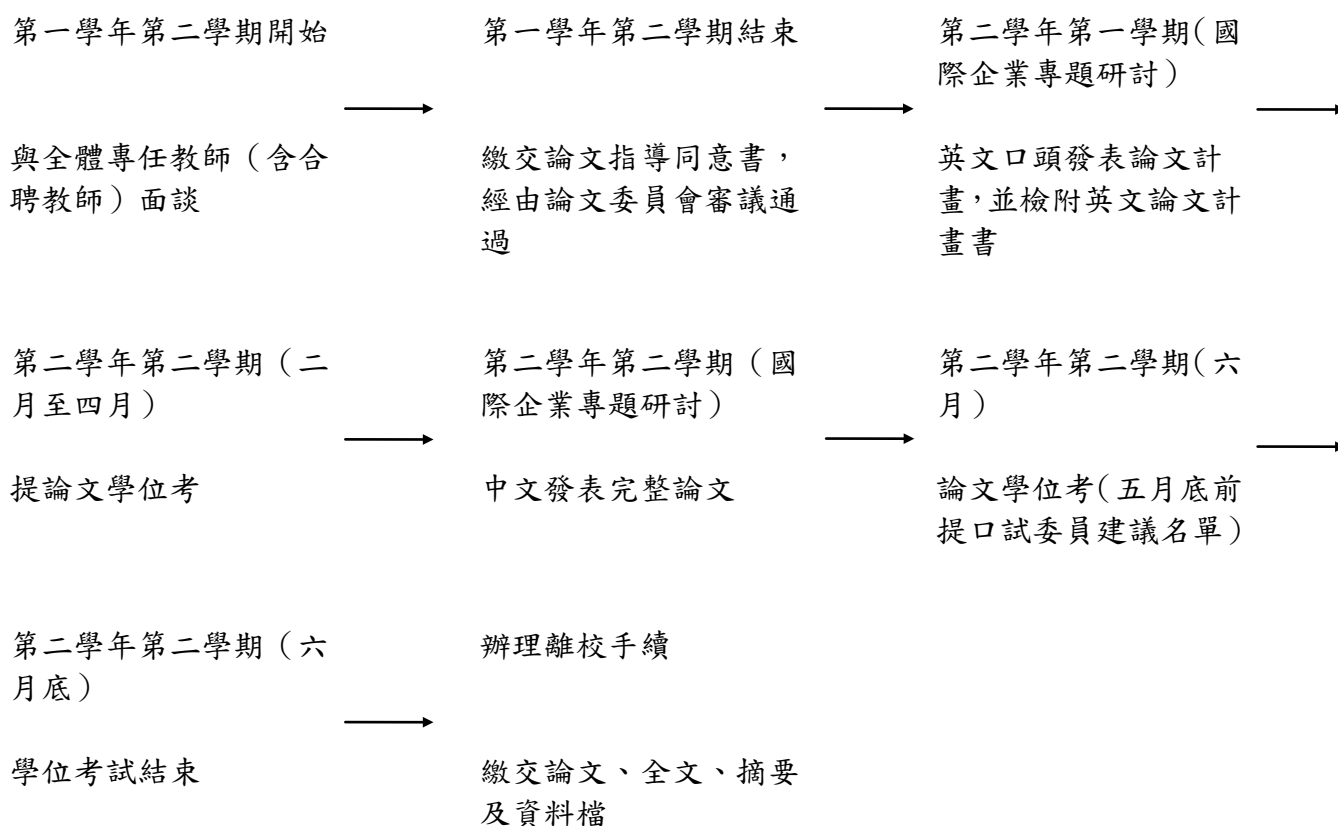 第一學年第二學期開始
與全體專任教師（含合
聘教師）面談
第一學年第二學期結束
繳交論文指導同意書，
經由論文委員會審議通
過
第二學年第一學期（國
際企業專題研討）
英文口頭發表論文計
畫，並檢附英文論文計
畫書
第二學年第二學期（二
月至四月）
提論文學位考
第二學年第二學期（國
際企業專題研討）
中文發表完整論文
第二學年第二學期（六
月）
論文學位考（五月底前
提口試委員建議名單）
第二學年第二學期（六
月底）
學位考試結束
辦理離校手續
繳交論文、全文、摘要
及資料檔